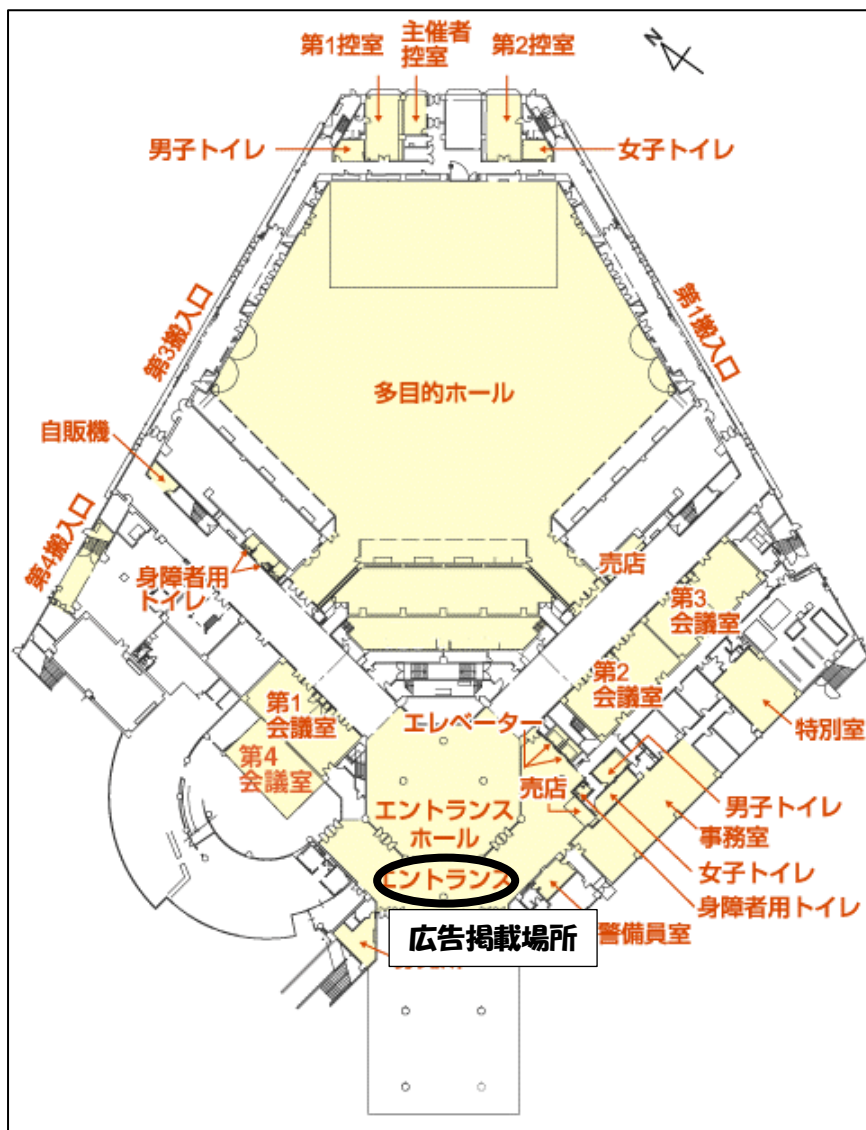 主催者
控室
第1控室
第2控室
N
男子トイレ
女子トイレ
第3搬入口
第1搬入口
多目的ホール
自販機
第4搬入口
身障者用
トイレ
売店
第3
会議室
第2
会議室
第1
会議室
エレベーター
特別室
第4
会議室
売店
男子トイレ
エントランス
ホール
事務室
エントランス
女子トイレ
身障者用トイレ
広告掲載場所
警備員室